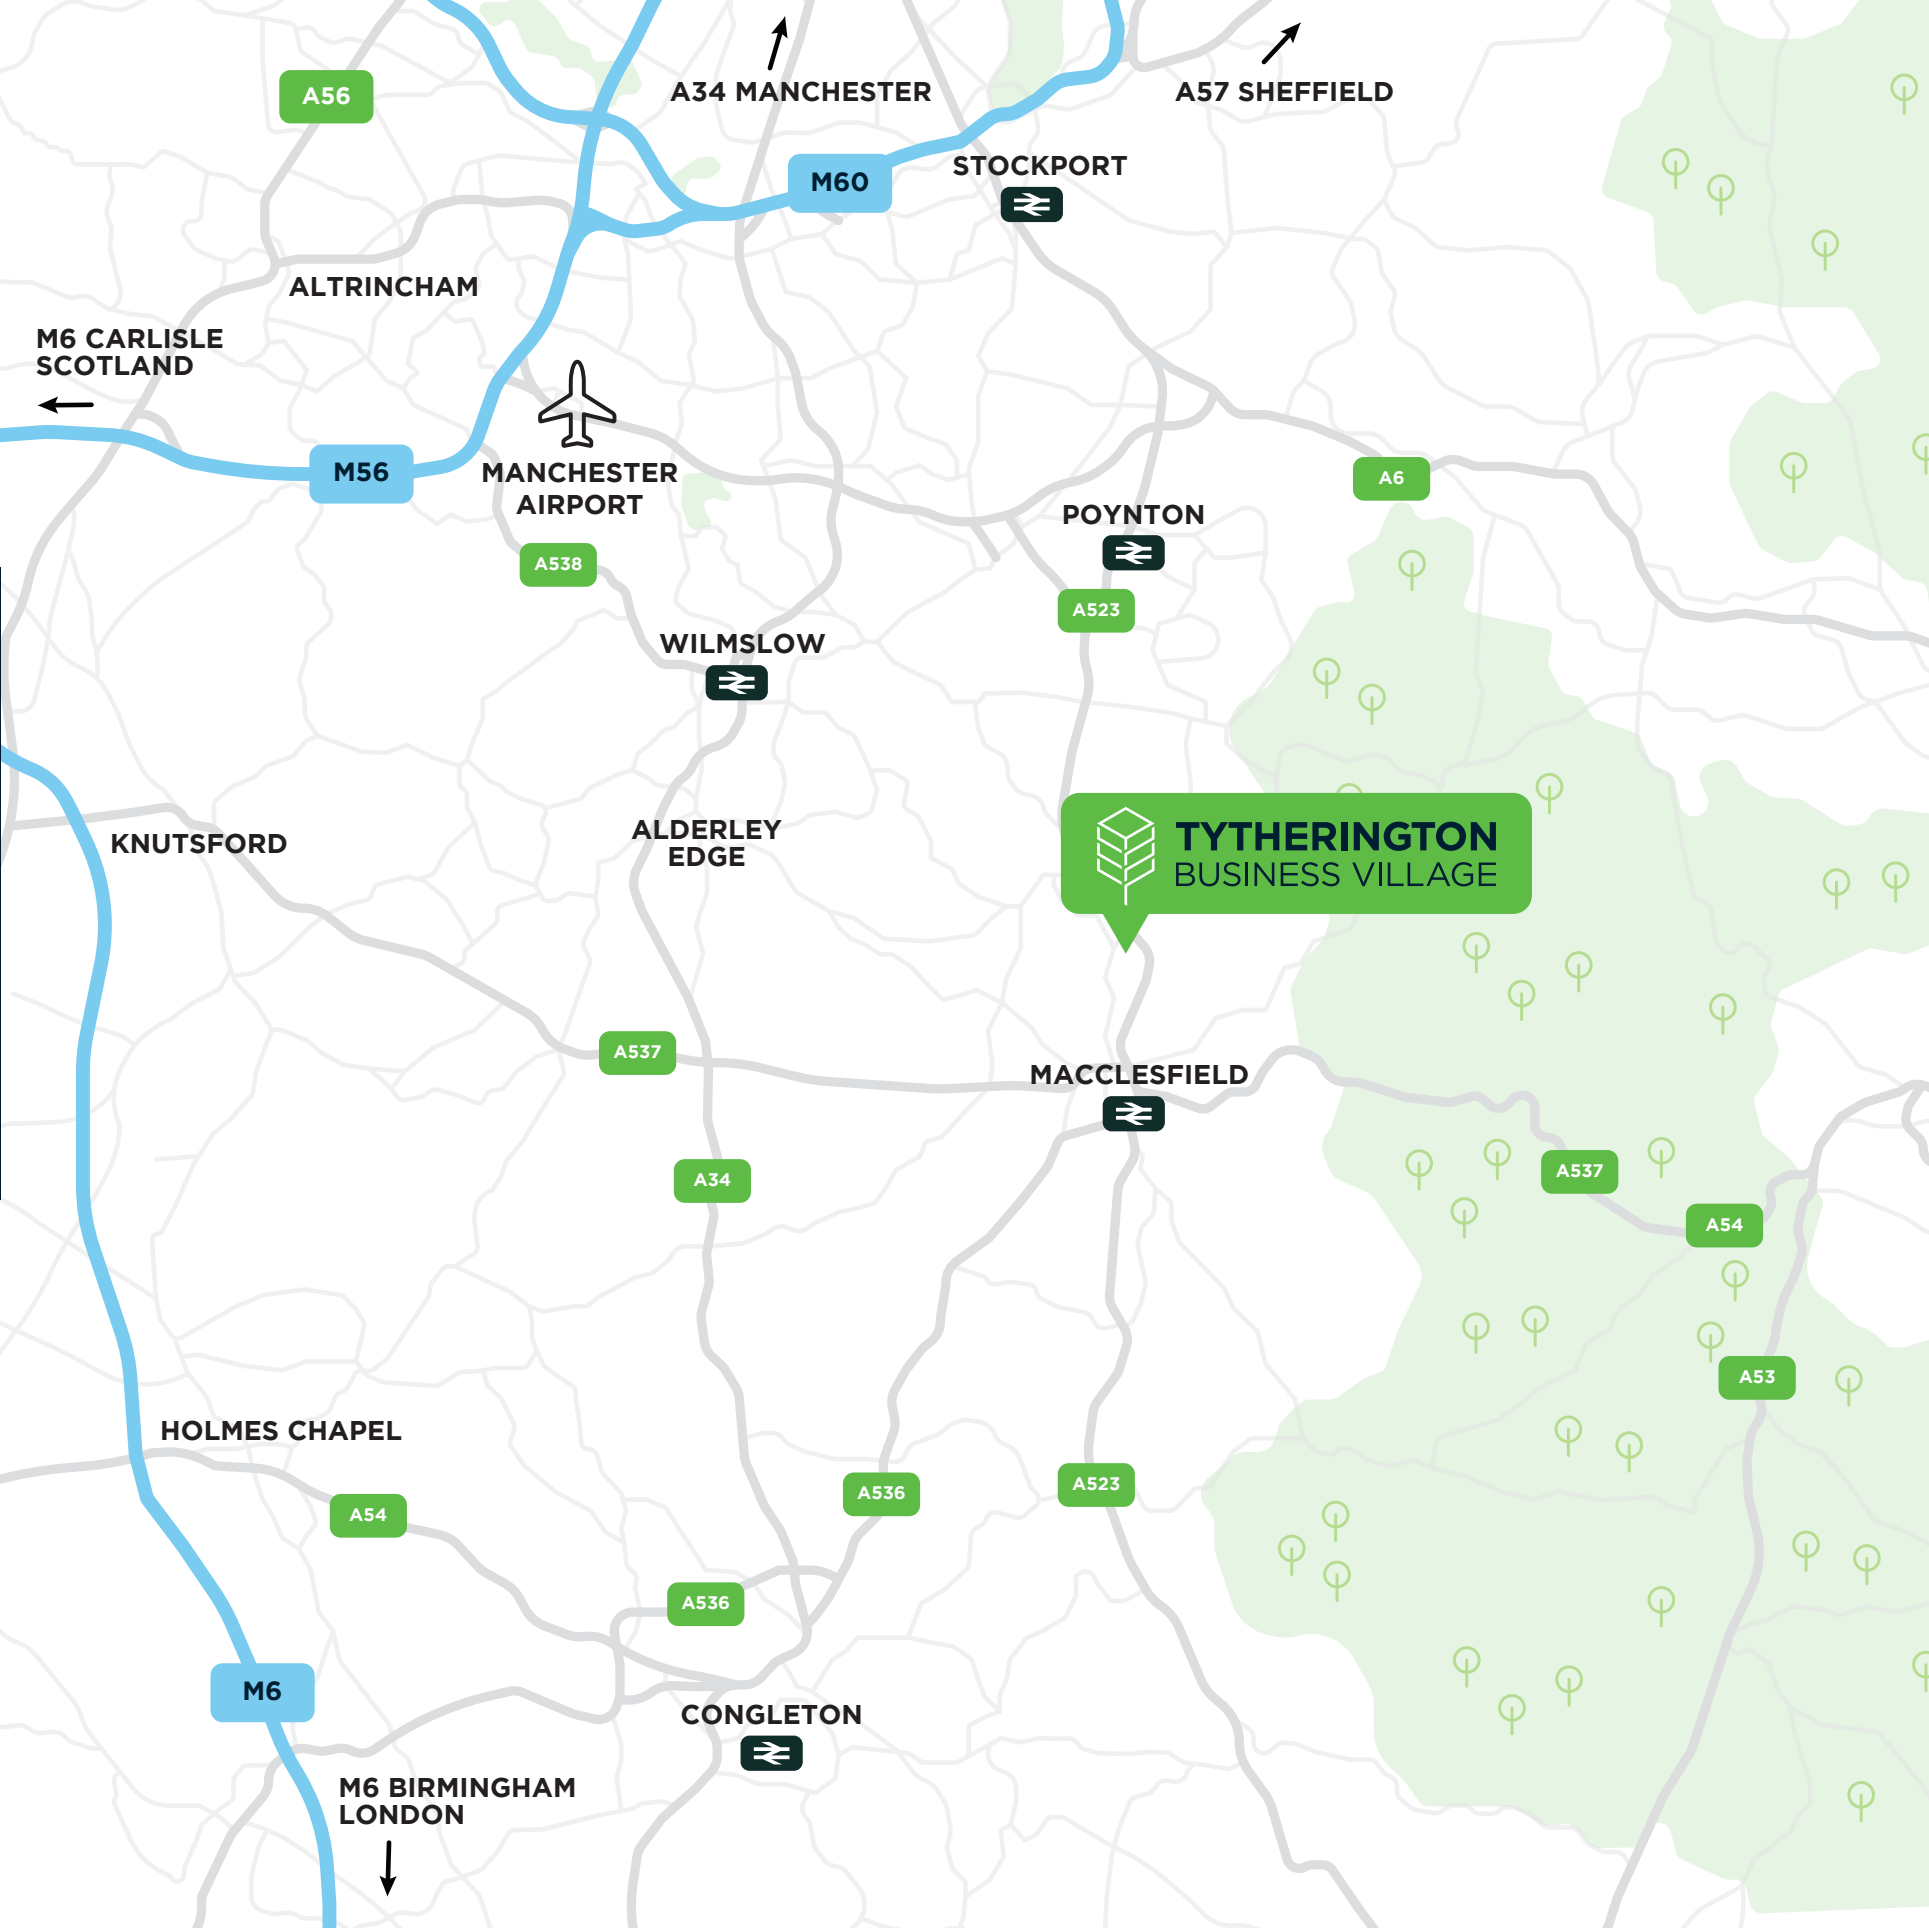 A56
A34 MANCHESTER
A57 SHEFFIELD
M60
STOCKPORT
ALTRINCHAM
M6 CARLISLE
SCOTLAND
M56
MANCHESTER
AIRPORT
A6
POYNTON
A538
A523
WILMSLOW
KNUTSFORD
ALDERLEY
EDGE
TYTHERINGTON
BUSINESS VILLAGE
A537
MACCLESFIELD
A34
A537
A54
A53
HOLMES CHAPEL
A54
A536
A523
A536
M6
CONGLETON
M6 BIRMINGHAM
LONDON